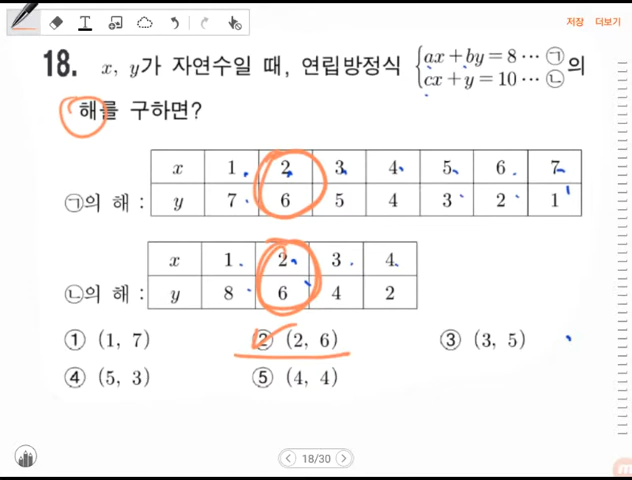 저장 더보기
18. x, y가 자연수일 때, 연립방정식 { ax+by=8 ··· ㉠
cx+y=10 ··· ㉡ 의
해를 구하면?
㉠의 해 : x 1 2 3 4 5 6 7
y 7 6 5 4 3 2 1
㉡의 해 : x 1 2 3 4
y 8 6 4 2
① (1, 7) ② (2, 6) ③ (3, 5)
④ (5, 3) ⑤ (4, 4)
18/30